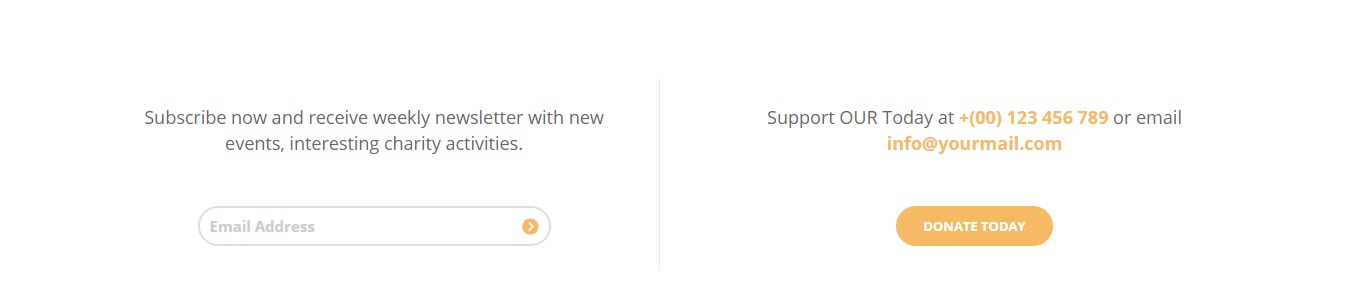 Subscribe now and receive weekly newsletter with new
events, interesting charity activities.
Email Address
Support OUR Today at +(00) 123 456 789 or email
info@yourmail.com
DONATE TODAY